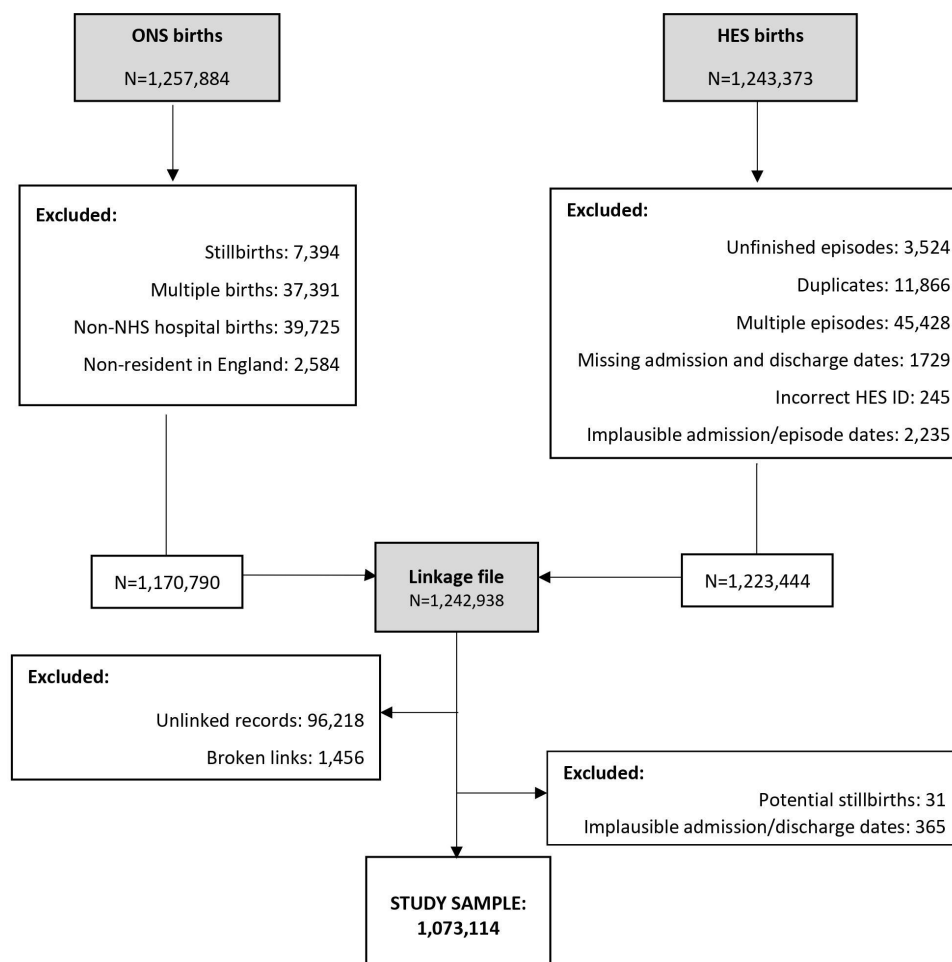 ONS births
N=1,257,884
HES births
N=1,243,373
Excluded:
Stillbirths: 7,394
Multiple births: 37,391
Non-NHS hospital births: 39,725
Non-resident in England: 2,584
Excluded:
Unfinished episodes: 3,524
Duplicates: 11,866
Multiple episodes: 45,428
Missing admission and discharge dates: 1729
Incorrect HES ID: 245
Implausible admission/episode dates: 2,235
N=1,170,790
Linkage file
N=1,242,938
N=1,223,444
Excluded:
Unlinked records: 96,218
Broken links: 1,456
Excluded:
Potential stillbirths: 31
Implausible admission/discharge dates: 365
STUDY SAMPLE:
1,073,114